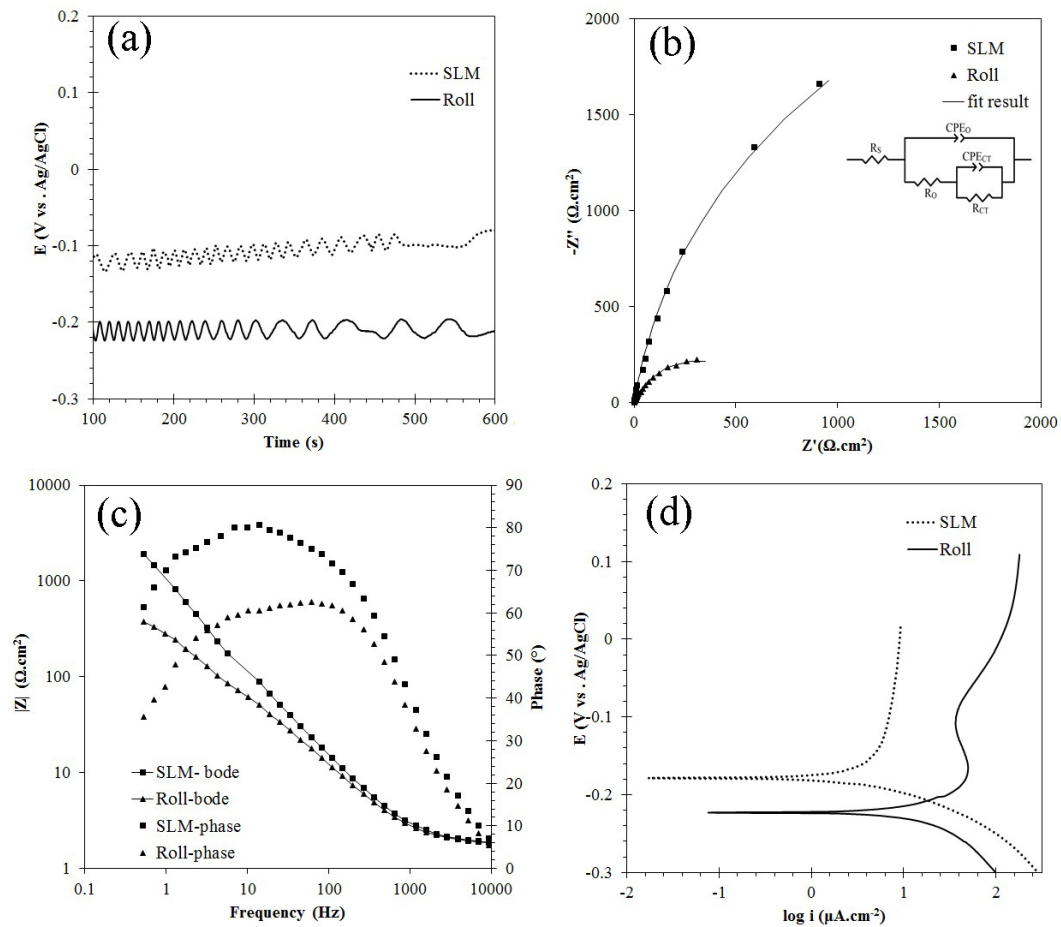 (a)
0.2
0.1
0
-0.1
-0.2
-0.3
E (V vs . Ag/AgCl)
SLM
Roll
100 200 300 400 500 600
Time (s)
(b)
-2000
1500
1000
500
0
-Z" (Ω.cm²)
SLM
Roll
fit result
CPE_O
R_S
CPE_CT
R_O
R_CT
0 500 1000 1500 2000
Z'(Ω.cm²)
(c)
10000
1000
100
10
1
|Z| (Ω.cm²)
90
80
70
60
50
40
30
20
10
0
Phase (°)
SLM- bode
Roll-bode
SLM-phase
Roll-phase
0.1 1 10 100 1000 10000
Frequency (Hz)
(d)
0.2
0.1
0
-0.1
-0.2
-0.3
E (V vs . Ag/AgCl)
SLM
Roll
-2 -1 0 1 2
log i (μA.cm⁻²)